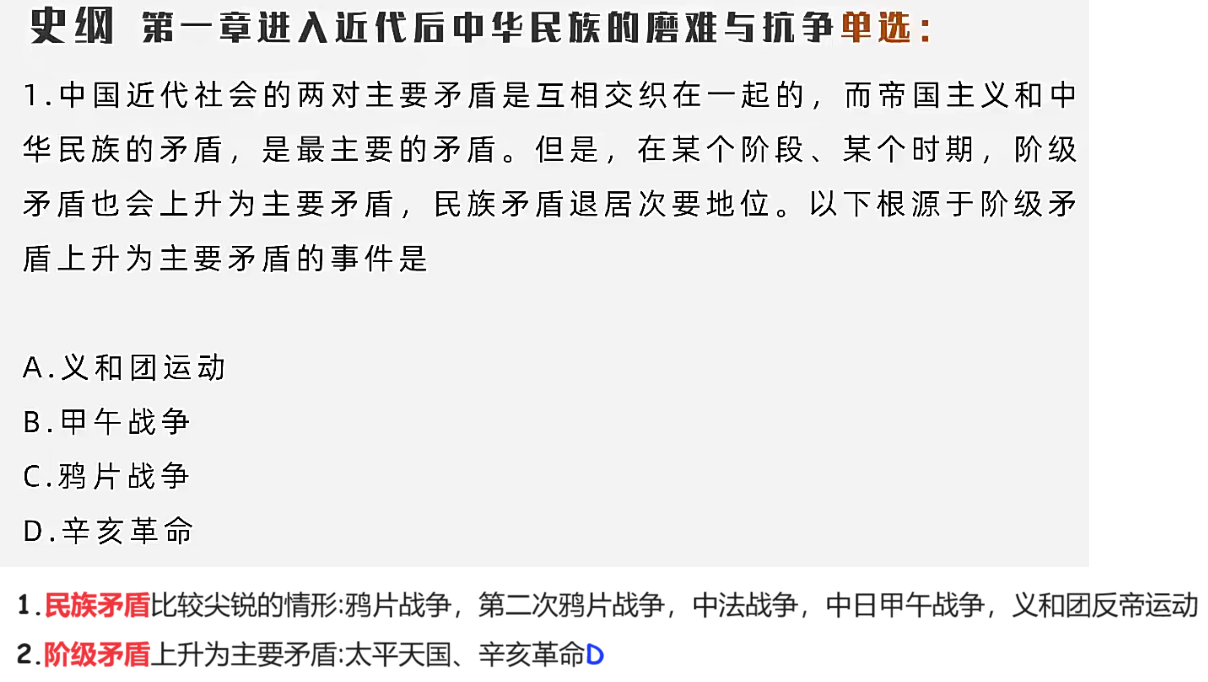 史纲 第一章进入近代后中华民族的磨难与抗争单选：
1.中国近代社会的两对主要矛盾是互相交织在一起的，而帝国主义和中
华民族的矛盾，是最主要的矛盾。但是，在某个阶段、某个时期，阶级
矛盾也会上升为主要矛盾，民族矛盾退居次要地位。以下根源于阶级矛
盾上升为主要矛盾的事件是
A.义和团运动
B.甲午战争
C.鸦片战争
D.辛亥革命
1.民族矛盾比较尖锐的情形:鸦片战争，第二次鸦片战争，中法战争，中日甲午战争，义和团反帝运动
2.阶级矛盾上升为主要矛盾:太平天国、辛亥革命D